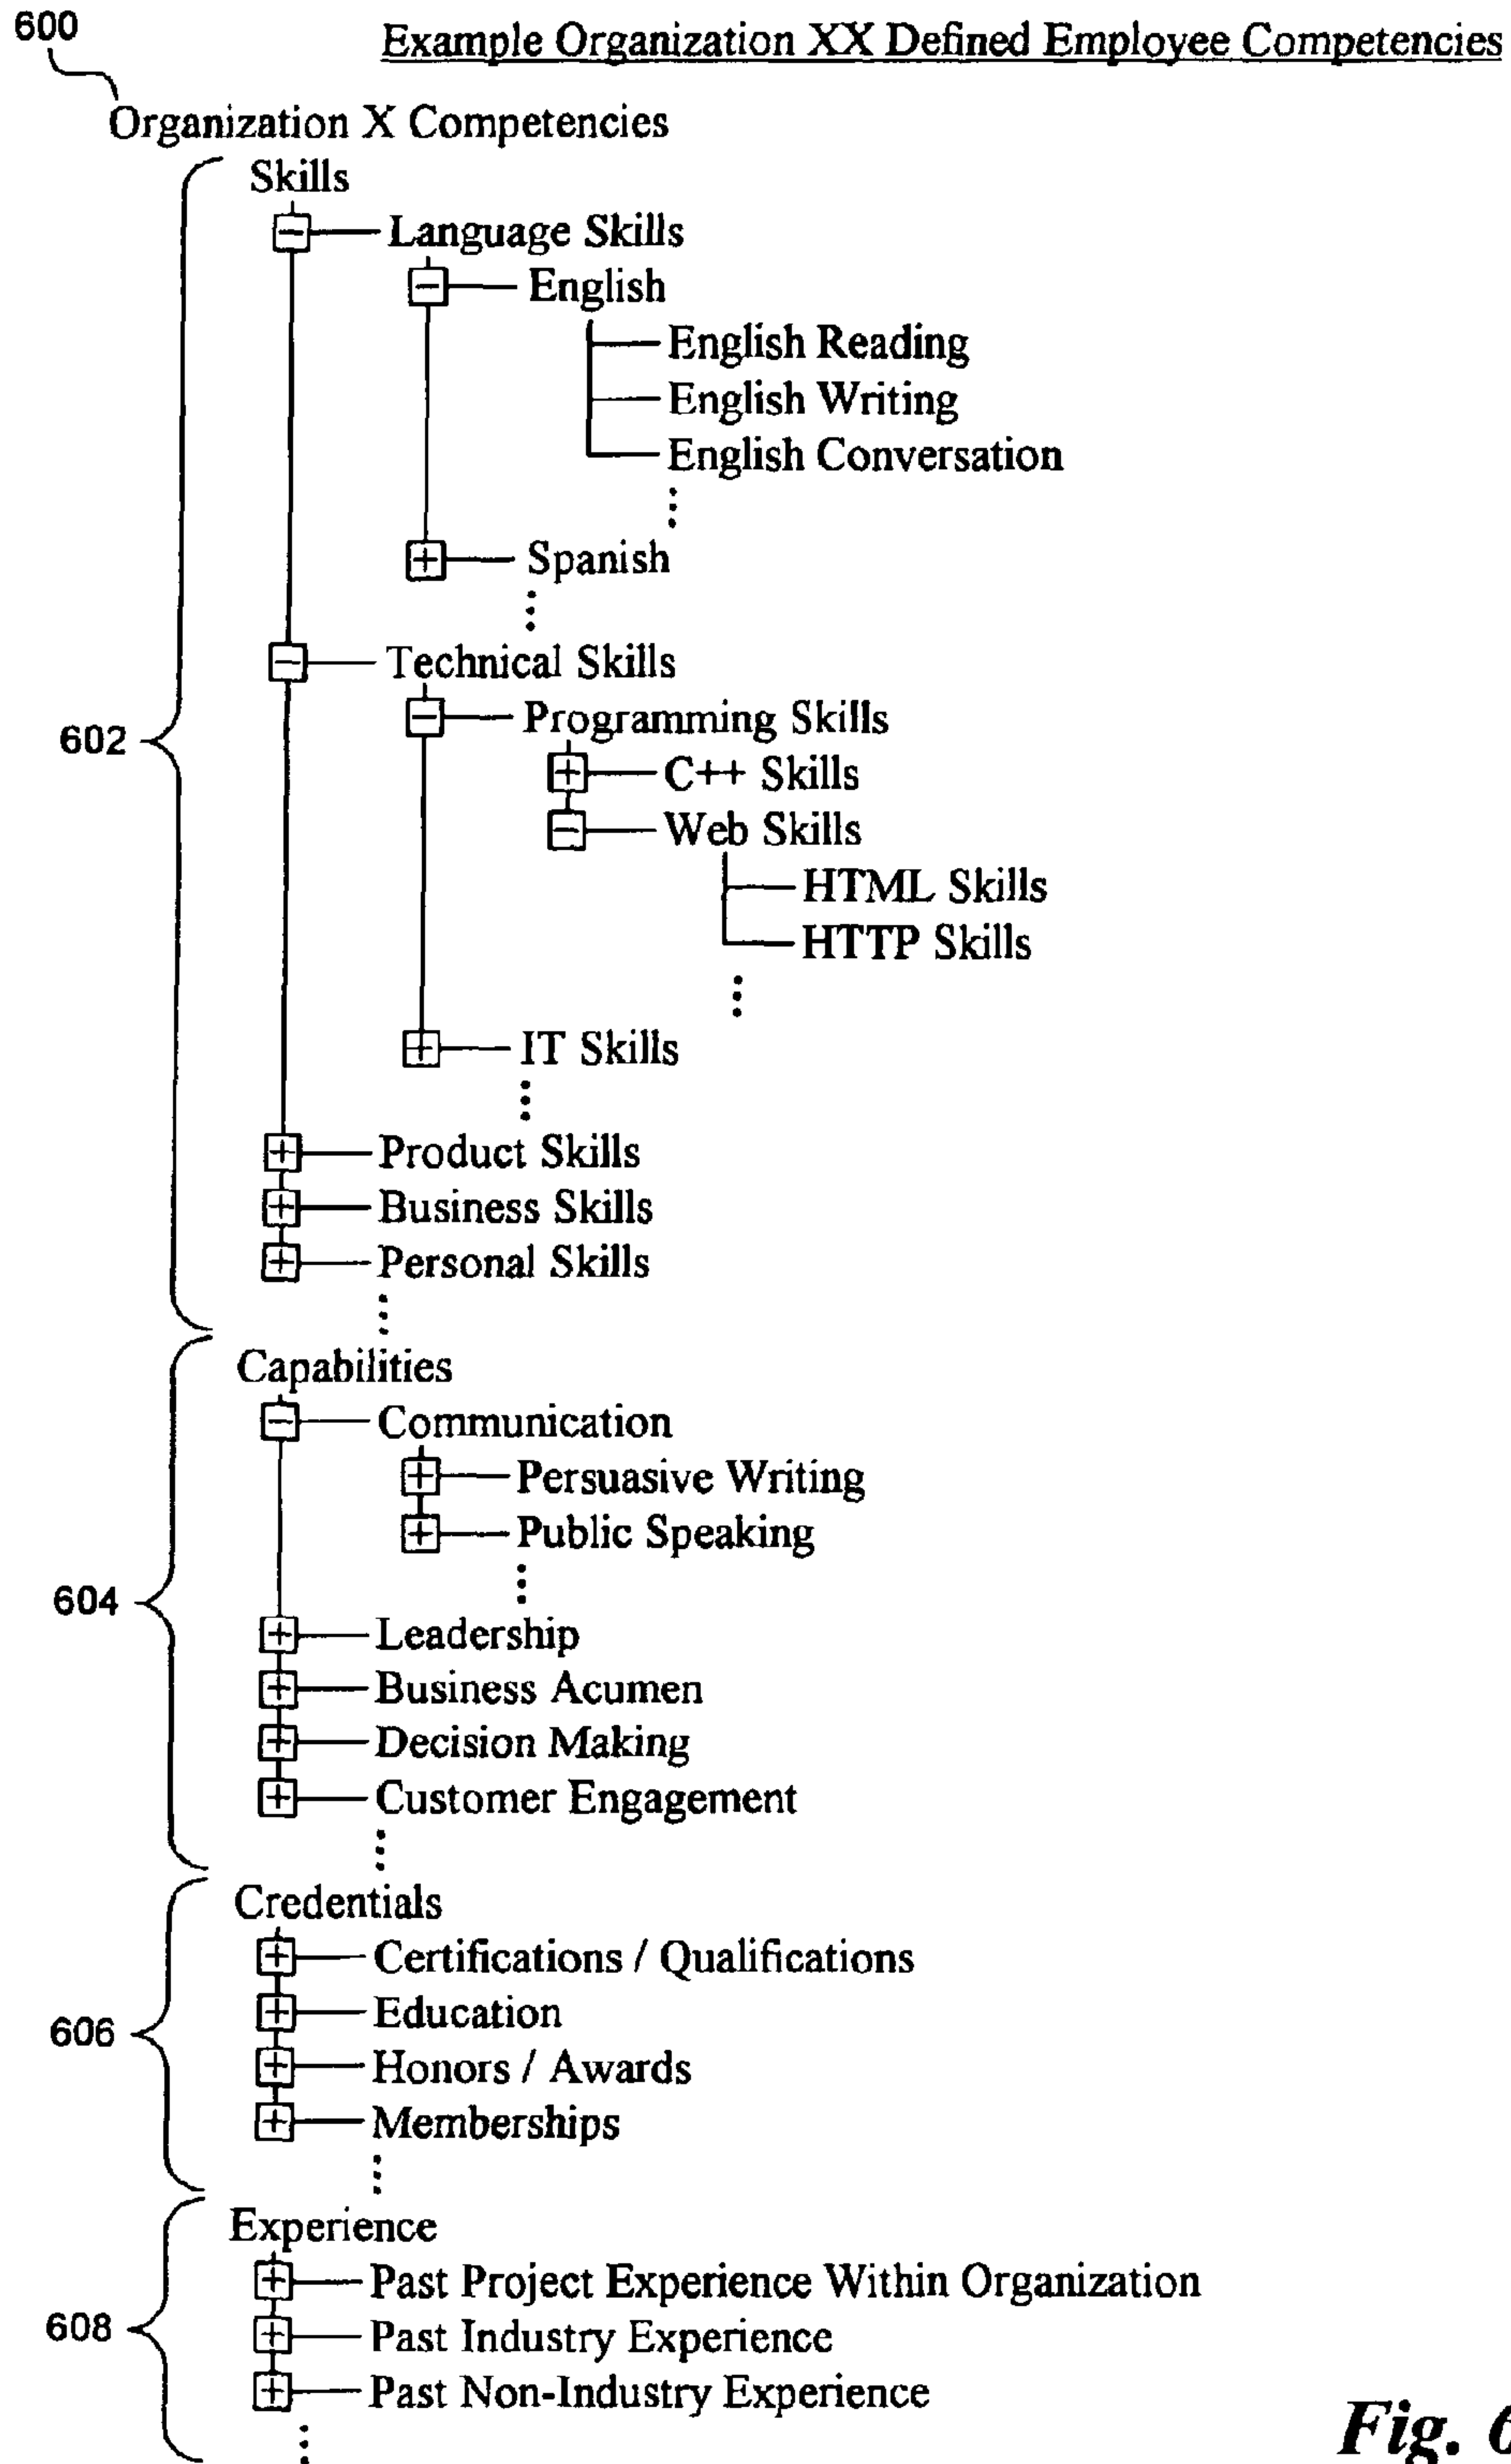 600
Example Organization XX Defined Employee Competencies
Organization X Competencies
Skills
Language Skills
English
English Reading
English Writing
English Conversation
Spanish
Technical Skills
602
Programming Skills
C++ Skills
Web Skills
HTML Skills
HTTP Skills
IT Skills
Product Skills
Business Skills
Personal Skills
Capabilities
Communication
Persuasive Writing
Public Speaking
604
Leadership
Business Acumen
Decision Making
Customer Engagement
Credentials
Certifications / Qualifications
Education
606
Honors / Awards
Memberships
Experience
Past Project Experience Within Organization
608
Past Industry Experience
Past Non-Industry Experience
Fig. 6